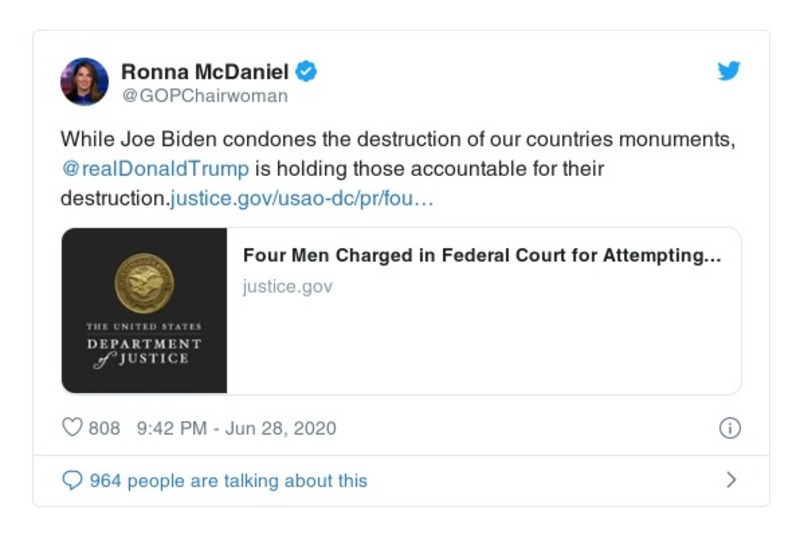 Ronna McDaniel
@GOPChairwoman
While Joe Biden condones the destruction of our countries monuments,
@realDonaldTrump is holding those accountable for their
destruction.justice.gov/usao-dc/pr/fou…
Four Men Charged in Federal Court for Attempting...
justice.gov
THE UNITED STATES
DEPARTMENT
of JUSTICE
808 9:42 PM - Jun 28, 2020
964 people are talking about this